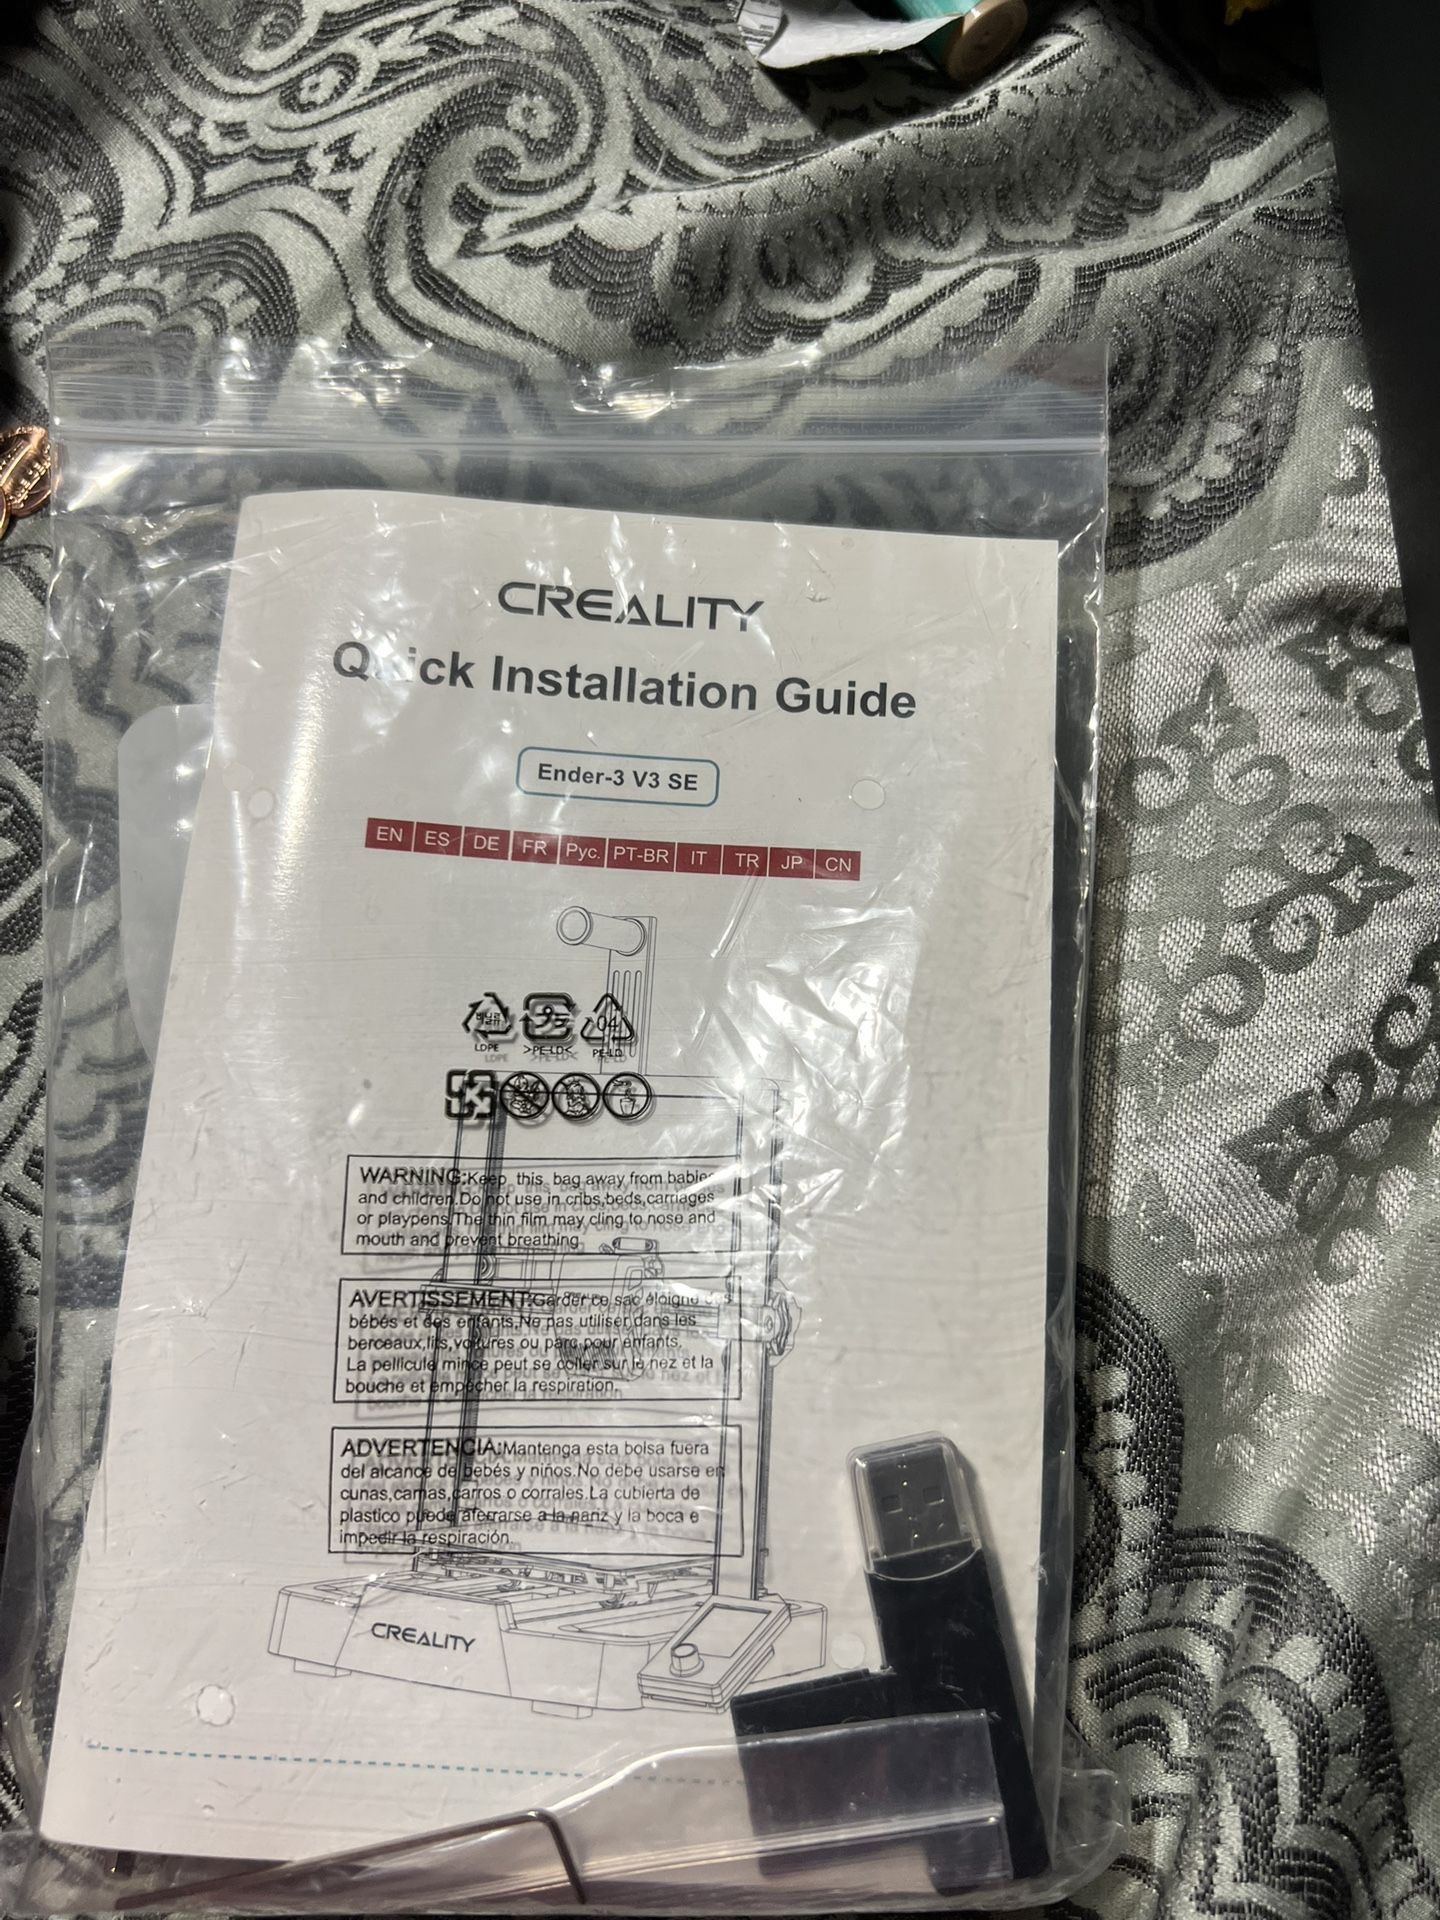 CREALITY
Quick Installation Guide
Ender-3 V3 SE
EN ES DE FR Рус. PT-BR IT TR JP CN
비닐류
LDPE
>PE-LD<
04
PE-LD
WARNING:Keep this bag away from babies
and children.Do not use in cribs,beds,carriages
or playpens.The thin film may cling to nose and
mouth and prevent breathing
AVERTISSEMENT:Garder ce sac éloigné des
bébés et des enfants,Ne pas utiliser dans les
berceaux,lits,voitures ou parc pour enfants.
La pellicule mince peut se coller sur le nez et la
bouche et empêcher la respiration.
ADVERTENCIA:Mantenga esta bolsa fuera
del alcance de bebés y niños.No debe usarse en
cunas,camas,carros o corrales.La cubierta de
plastico puede aferrarse a la nariz y la boca e
impedir la respiración.
CREALITY